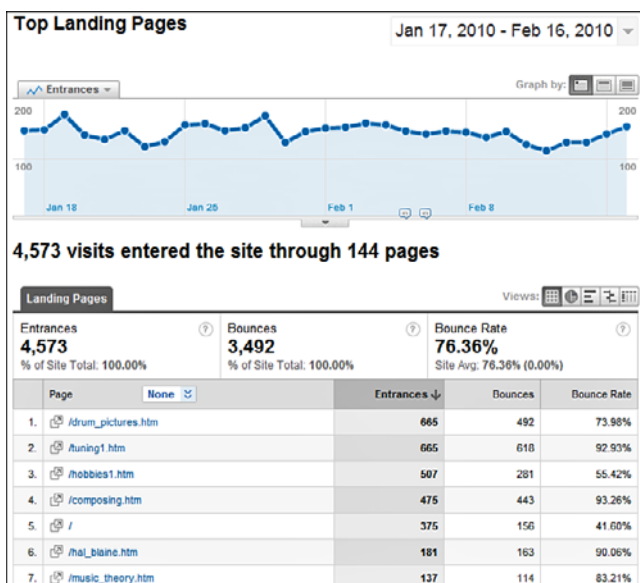 Top Landing Pages
Jan 17, 2010 - Feb 16, 2010
Entrances
Graph by:
200 200
100 100
Jan 18 Jan 25 Feb 1 Feb 8
4,573 visits entered the site through 144 pages
Landing Pages
Views:
Entrances ? Bounces ? Bounce Rate ?
4,573 3,492 76.36%
% of Site Total: 100.00% % of Site Total: 100.00% Site Avg: 76.36% (0.00%)
Page None Entrances ↓ Bounces Bounce Rate
1. /drum_pictures.htm 665 492 73.98%
2. /tuning1.htm 665 618 92.93%
3. /hobbies1.htm 507 281 55.42%
4. /composing.htm 475 443 93.26%
5. / 375 156 41.60%
6. /hal_blaine.htm 181 163 90.06%
7. /music_theory.htm 137 114 83.21%